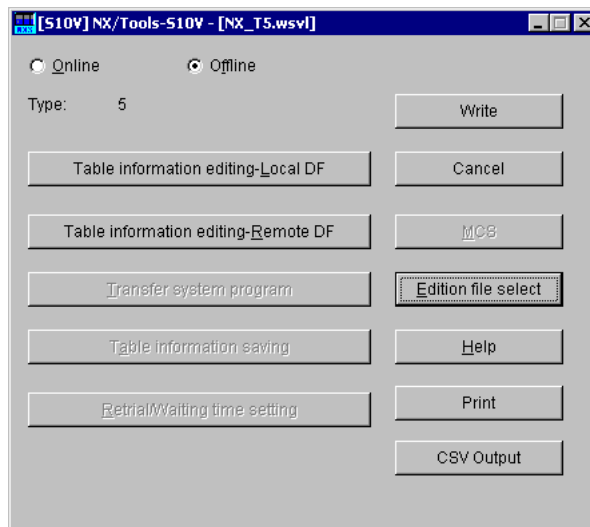 [S10V] NX/Tools-S10V - [NX_T5.wsvl]
Online Offline
Type: 5
Write
Table information editing-Local DF
Cancel
Table information editing-Remote DF
MCS
Transfer system program
Edition file select
Table information saving
Help
Retrial/Waiting time setting
Print
CSV Output